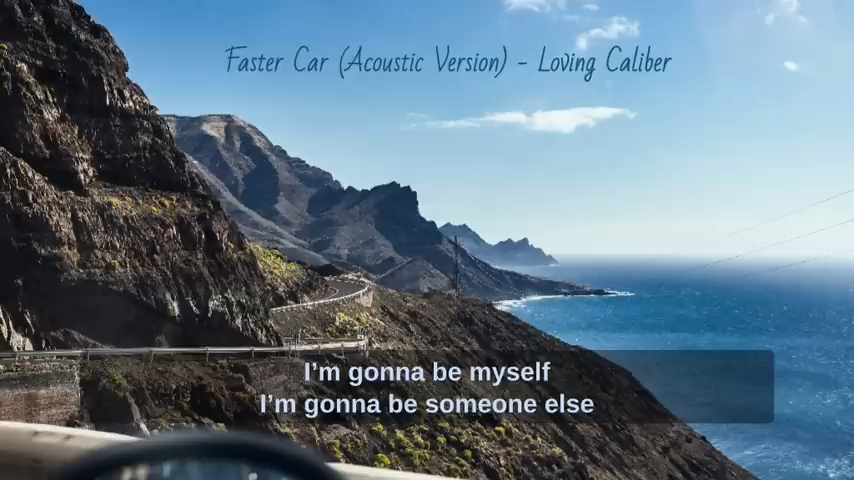 Faster Car (Acoustic Version) - Loving Caliber
I'm gonna be myself
I'm gonna be someone else